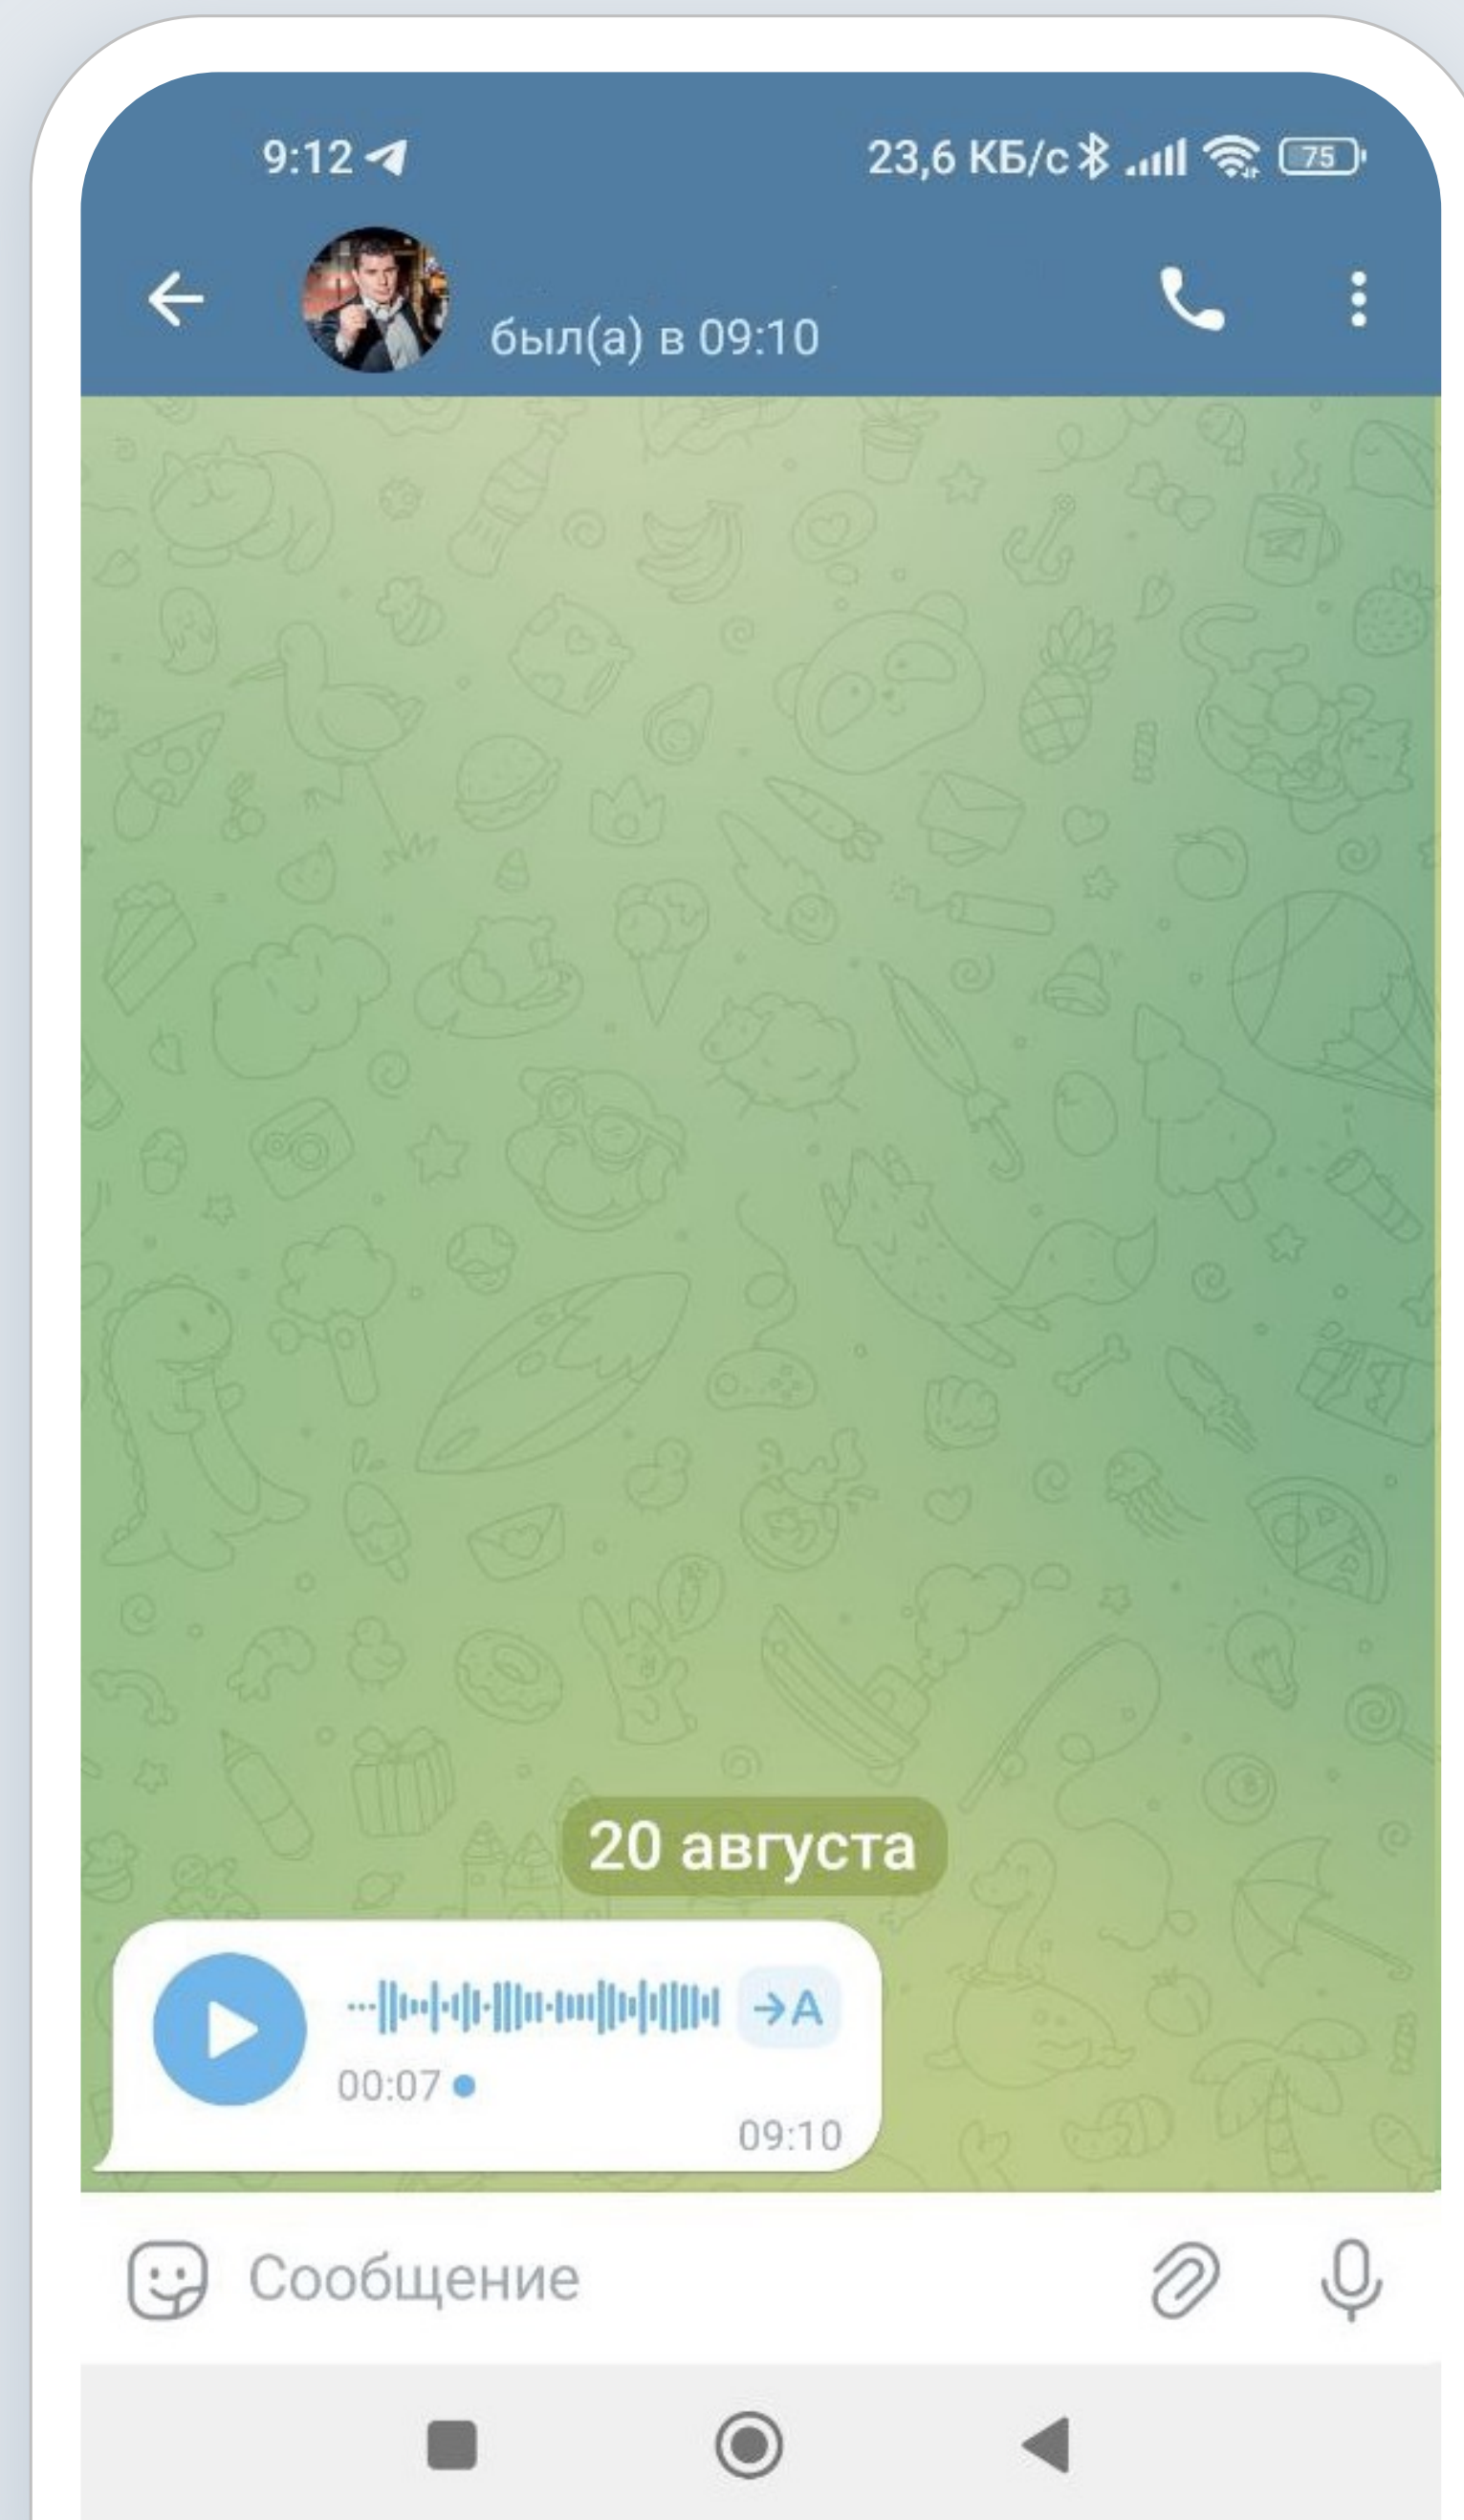 9:12 23,6 КБ/с 75
был(а) в 09:10
20 августа
→A
00:07
09:10
Сообщение